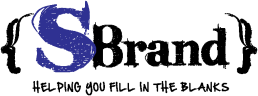 {SBrand}
HELPING YOU FILL IN THE BLANKS